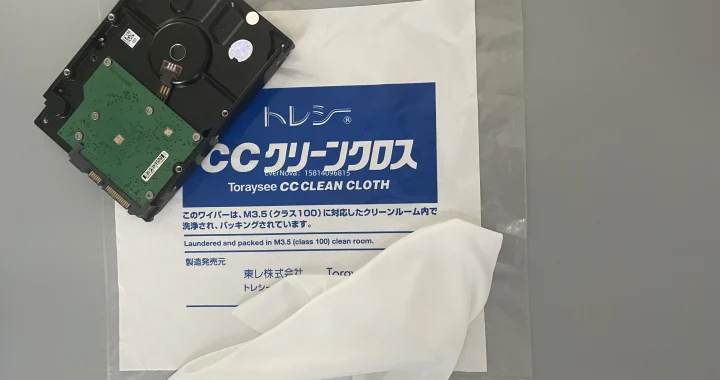 トレシー®
CCクリーンクロス
EverNova: 15814096815
Toraysee CC CLEAN CLOTH
このワイパーは、M3.5(クラス100)に対応したクリーンルーム内で
洗浄され、パッキングされています。
Laundered and packed in M3.5 (class 100) clean room.
製造発売元
東レ株式会社
トレシー